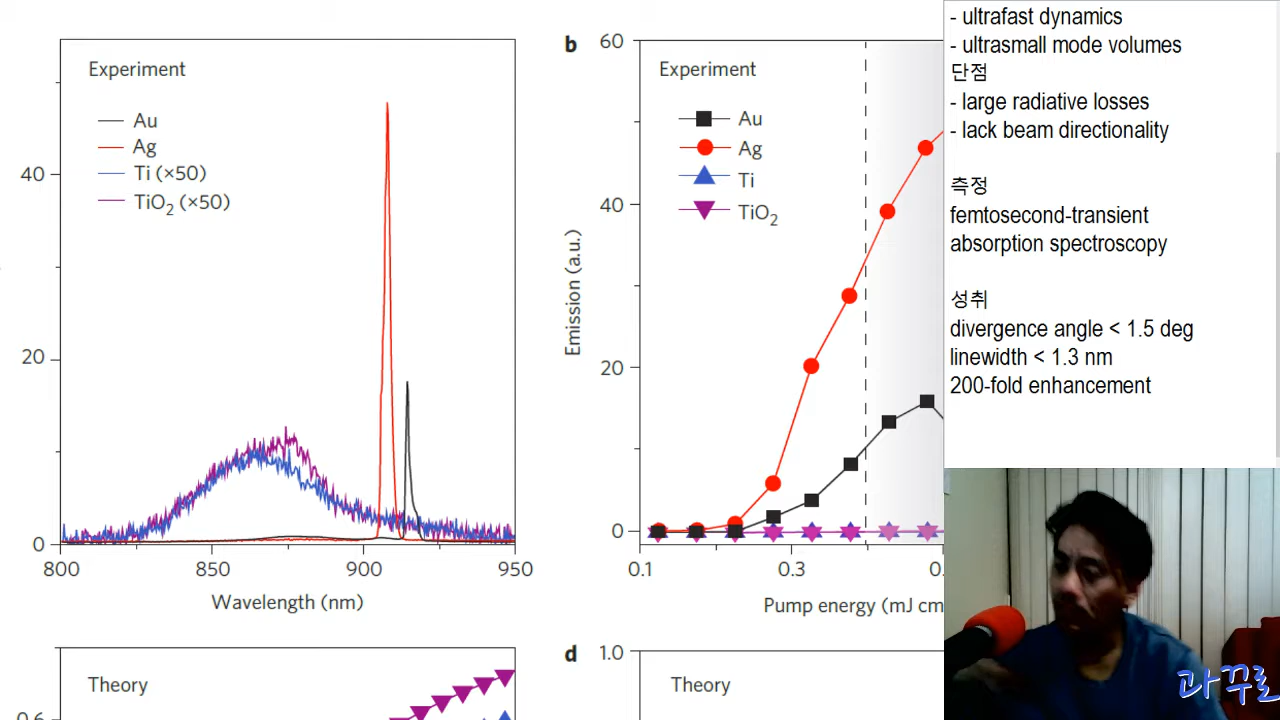 Experiment
Au
Ag
Ti (×50)
TiO2 (×50)
40
20
0
800
850
900
950
Wavelength (nm)
b
60
40
20
0
Emission (a.u.)
Experiment
Au
Ag
Ti
TiO2
0.1
0.3
0.
Pump energy (mJ cm
Theory
0.6
d
1.0
Theory
- ultrafast dynamics
- ultrasmall mode volumes
단점
- large radiative losses
- lack beam directionality
측정
femtosecond-transient
absorption spectroscopy
성취
divergence angle < 1.5 deg
linewidth < 1.3 nm
200-fold enhancement
과꾸로